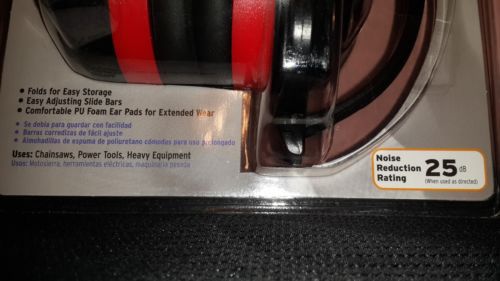 • Folds for Easy Storage
• Easy Adjusting Slide Bars
• Comfortable PU Foam Ear Pads for Extended Wear
• Se dobla para guardar con facilidad
• Barras corredizas de fácil ajuste
• Almohadillas de espuma de poliuretano cómodas para uso prolongado
Uses: Chainsaws, Power Tools, Heavy Equipment
Usos: Motosierra, herramientas eléctricas, maquinaria pesada
Noise
Reduction 25 dB
Rating (When used as directed)